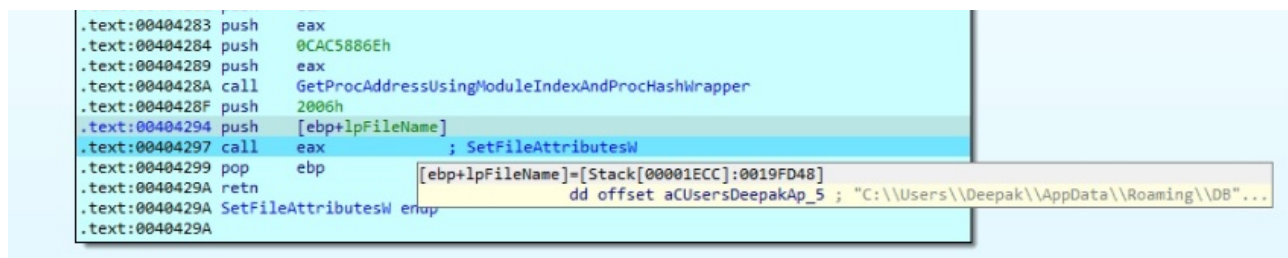 .text:00404283 push eax
.text:00404284 push 0CAC5886Eh
.text:00404289 push eax
.text:0040428A call GetProcAddressUsingModuleIndexAndProcHashWrapper
.text:0040428F push 2006h
.text:00404294 push [ebp+lpFileName]
.text:00404297 call eax ; SetFileAttributesW
.text:00404299 pop ebp
[ebp+lpFileName]=[Stack[00001ECC]:0019FD48]
.text:0040429A retn
dd offset aCUsersDeepakAp_5 ; "C:\\Users\\Deepak\\AppData\\Roaming\\DB"...
.text:0040429A SetFileAttributesW endp
.text:0040429A